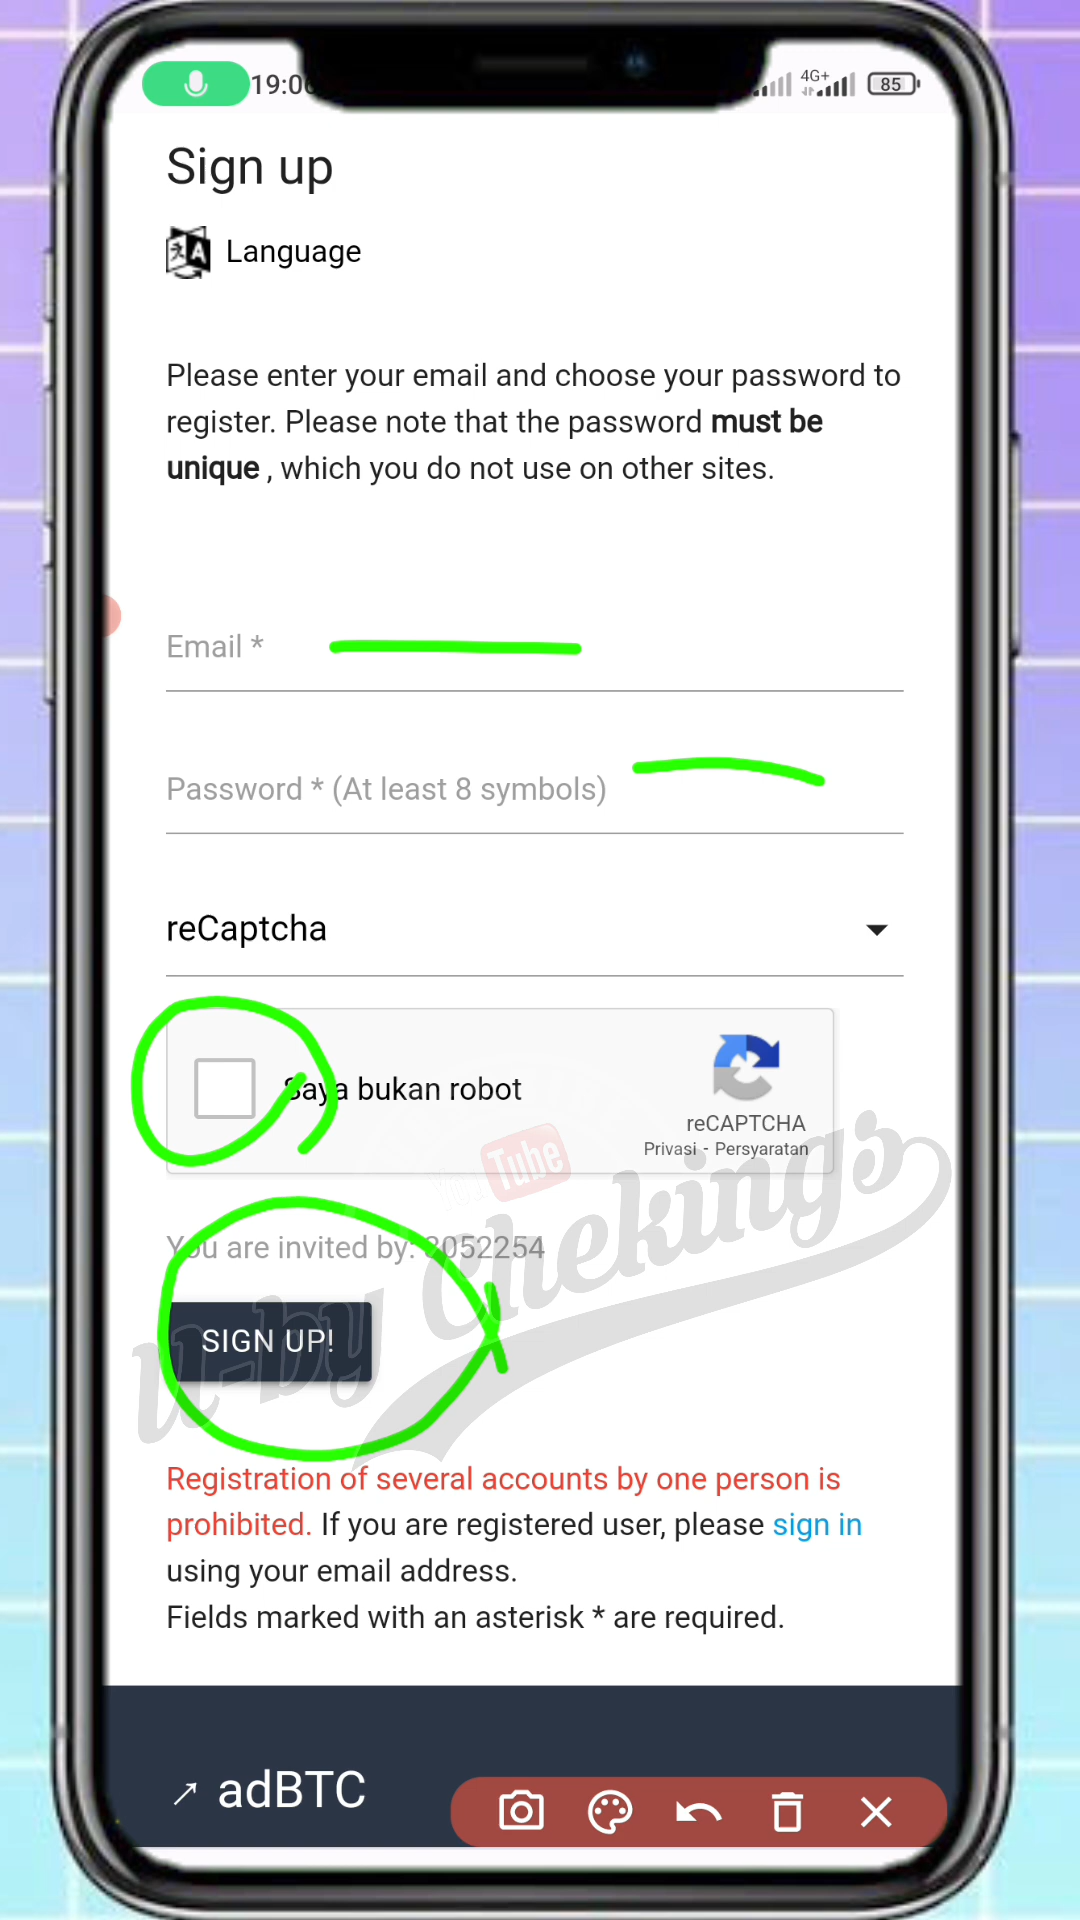 19:0
4G+
85
Sign up
Language
Please enter your email and choose your password to
register. Please note that the password must be
unique , which you do not use on other sites.
Email *
Password * (At least 8 symbols)
reCaptcha
Saya bukan robot
reCAPTCHA
Privasi - Persyaratan
YouTube
u-by Chekings
You are invited by: 3052254
SIGN UP!
Registration of several accounts by one person is
prohibited. If you are registered user, please sign in
using your email address.
Fields marked with an asterisk * are required.
adBTC